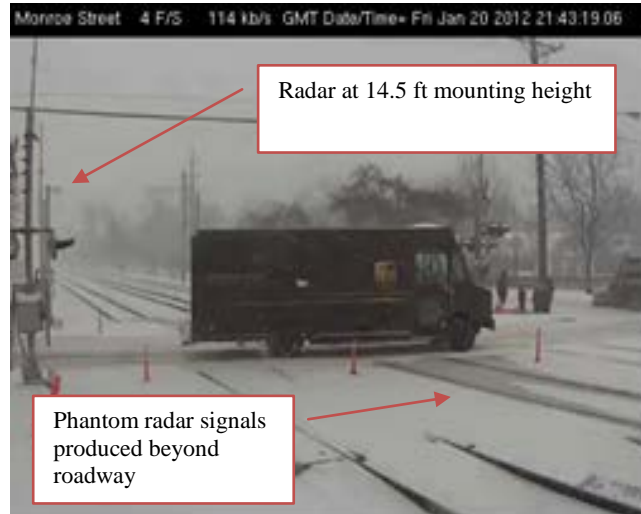 Monroe Street 4 F/S 114 kb/s GMT Date/Time= Fri Jan 20 2012 21:43:19.06
Radar at 14.5 ft mounting height
Phantom radar signals
produced beyond
roadway